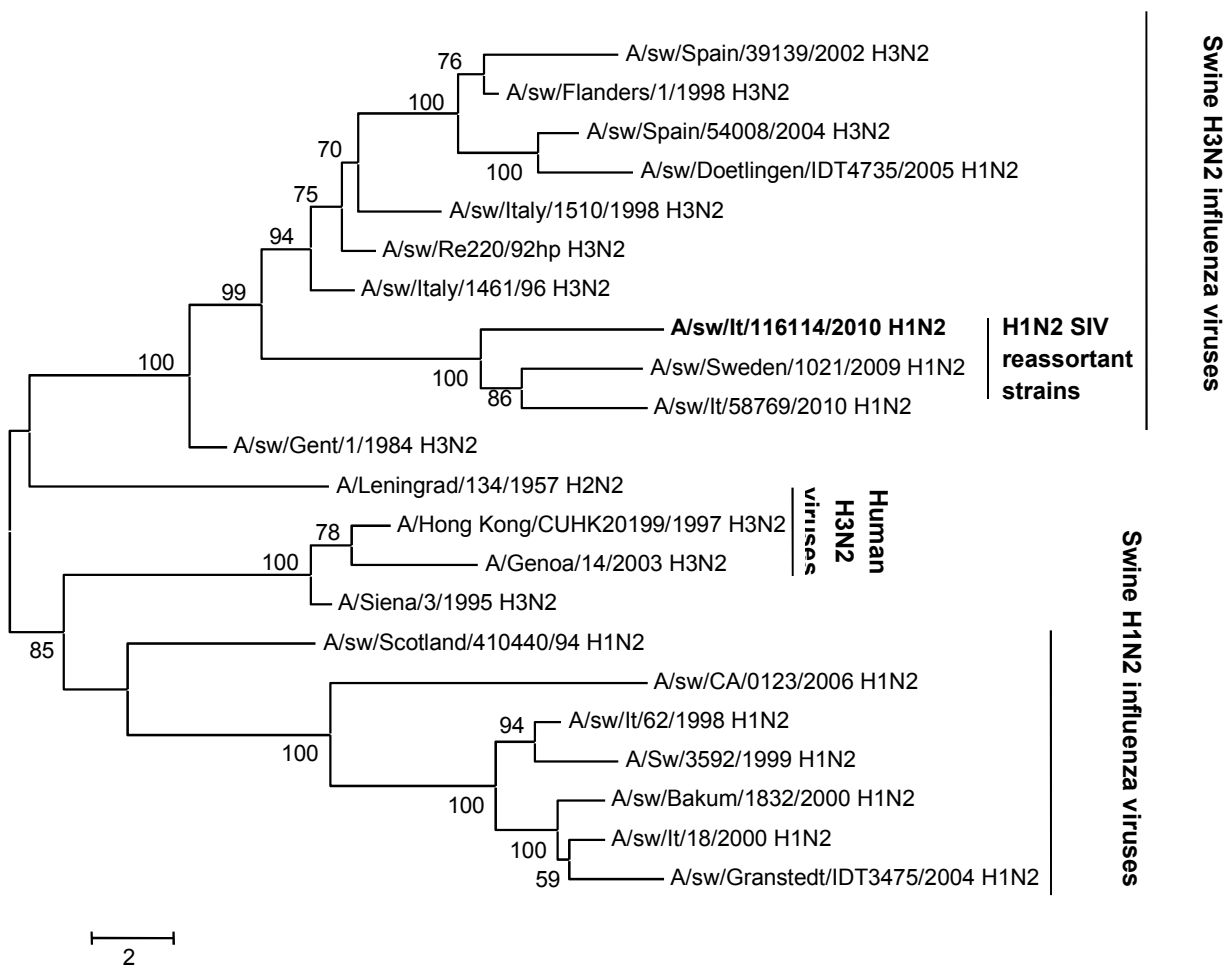 A/sw/Spain/39139/2002 H3N2
76
A/sw/Flanders/1/1998 H3N2
100
A/sw/Spain/54008/2004 H3N2
70
100
A/sw/Doetlingen/IDT4735/2005 H1N2
75
A/sw/Italy/1510/1998 H3N2
94
A/sw/Re220/92hp H3N2
99
A/sw/Italy/1461/96 H3N2
A/sw/It/116114/2010 H1N2
100
100
A/sw/Sweden/1021/2009 H1N2
86
A/sw/It/58769/2010 H1N2
H1N2 SIV
reassortant
strains
Swine H3N2 influenza viruses
A/sw/Gent/1/1984 H3N2
A/Leningrad/134/1957 H2N2
A/Hong Kong/CUHK20199/1997 H3N2
78
100
A/Genoa/14/2003 H3N2
Human
H3N2
viruses
A/Siena/3/1995 H3N2
85
A/sw/Scotland/410440/94 H1N2
A/sw/CA/0123/2006 H1N2
100
94
A/sw/It/62/1998 H1N2
A/Sw/3592/1999 H1N2
100
A/sw/Bakum/1832/2000 H1N2
100
A/sw/It/18/2000 H1N2
59
A/sw/Granstedt/IDT3475/2004 H1N2
Swine H1N2 influenza viruses
2